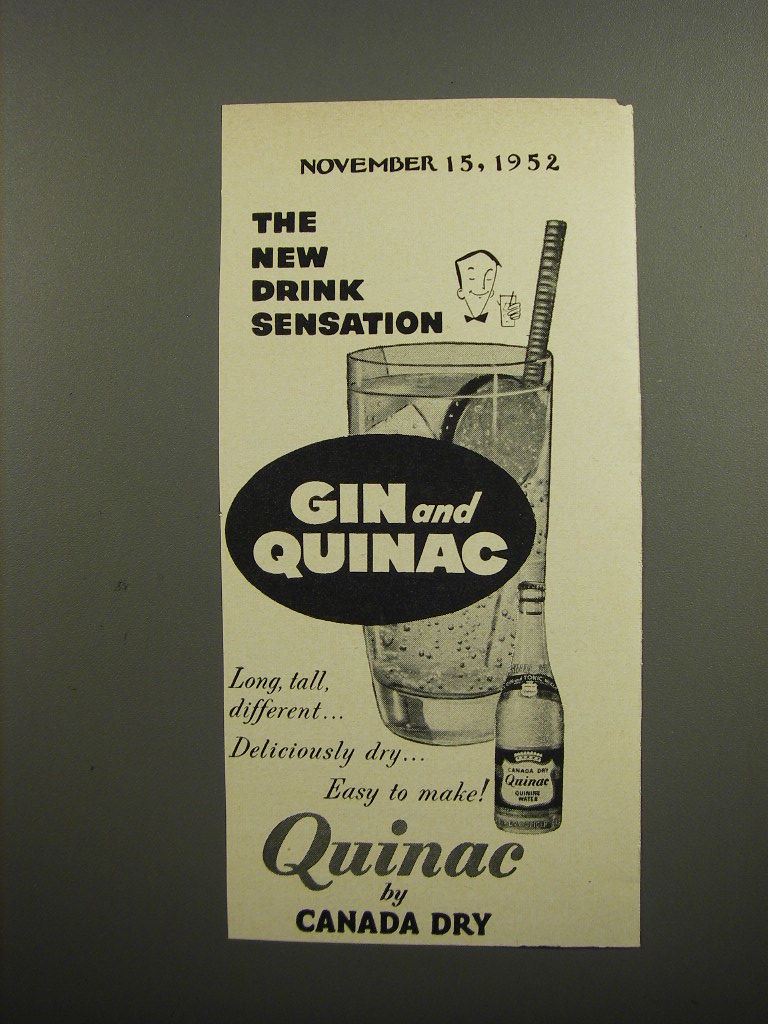 NOVEMBER 15, 1952
THE
NEW
DRINK
SENSATION
GIN and
QUINAC
Long, tall,
different...
Deliciously dry...
Easy to make!
TONIC
CANADA DRY
Quinac
QUININE
WATER
Quinac
by
CANADA DRY